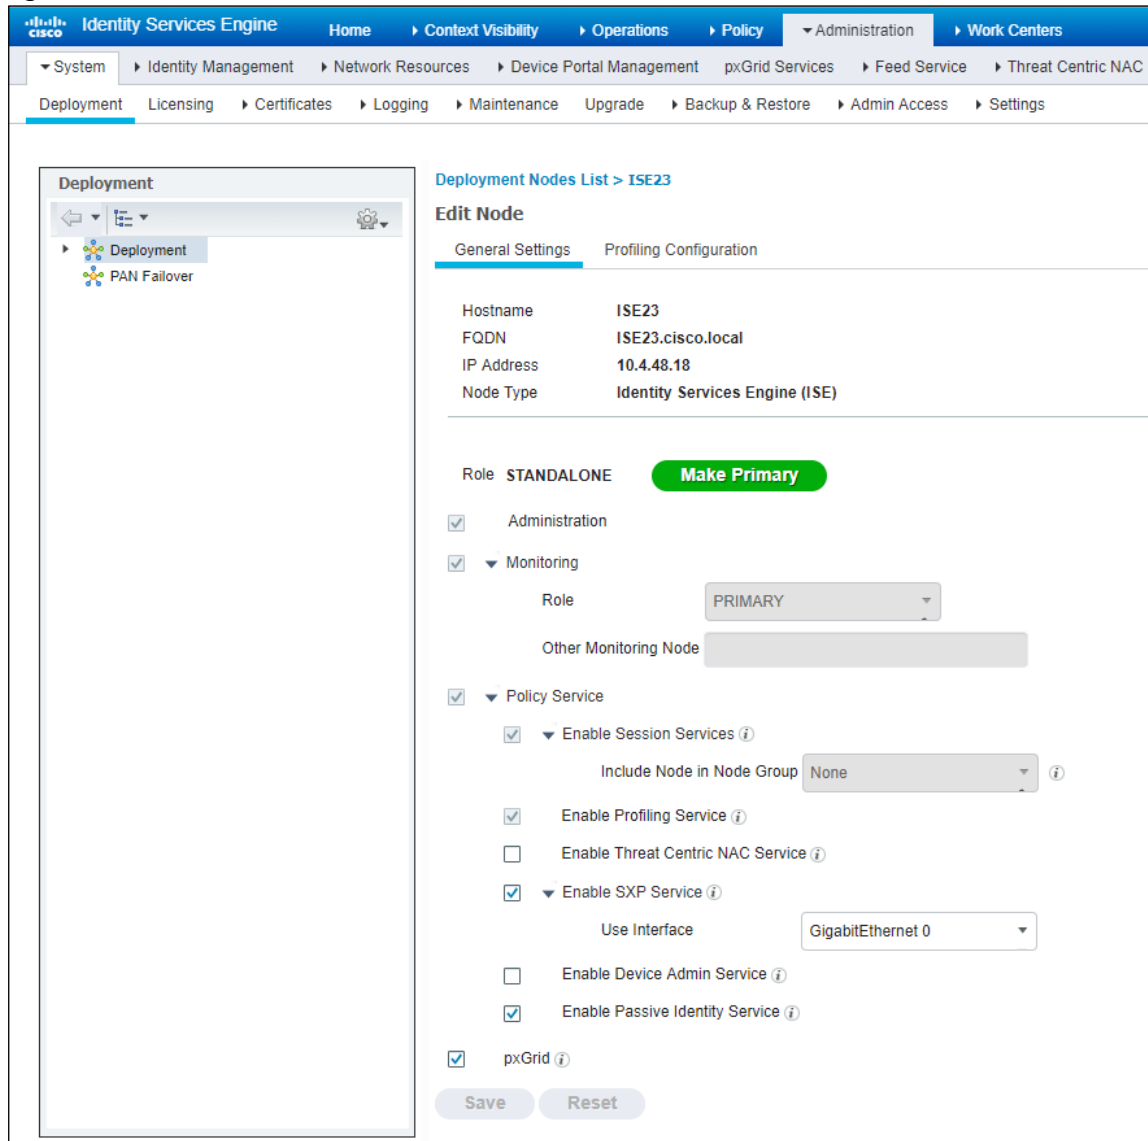 cisco Identity Services Engine Home Context Visibility Operations Policy Administration Work Centers
System Identity Management Network Resources Device Portal Management pxGrid Services Feed Service Threat Centric NAC
Deployment Licensing Certificates Logging Maintenance Upgrade Backup & Restore Admin Access Settings
Deployment
Deployment
PAN Failover
Deployment Nodes List > ISE23
Edit Node
General Settings Profiling Configuration
Hostname ISE23
FQDN ISE23.cisco.local
IP Address 10.4.48.18
Node Type Identity Services Engine (ISE)
Role STANDALONE Make Primary
Administration
Monitoring
Role PRIMARY
Other Monitoring Node
Policy Service
Enable Session Services
Include Node in Node Group None
Enable Profiling Service
Enable Threat Centric NAC Service
Enable SXP Service
Use Interface GigabitEthernet 0
Enable Device Admin Service
Enable Passive Identity Service
pxGrid
Save Reset